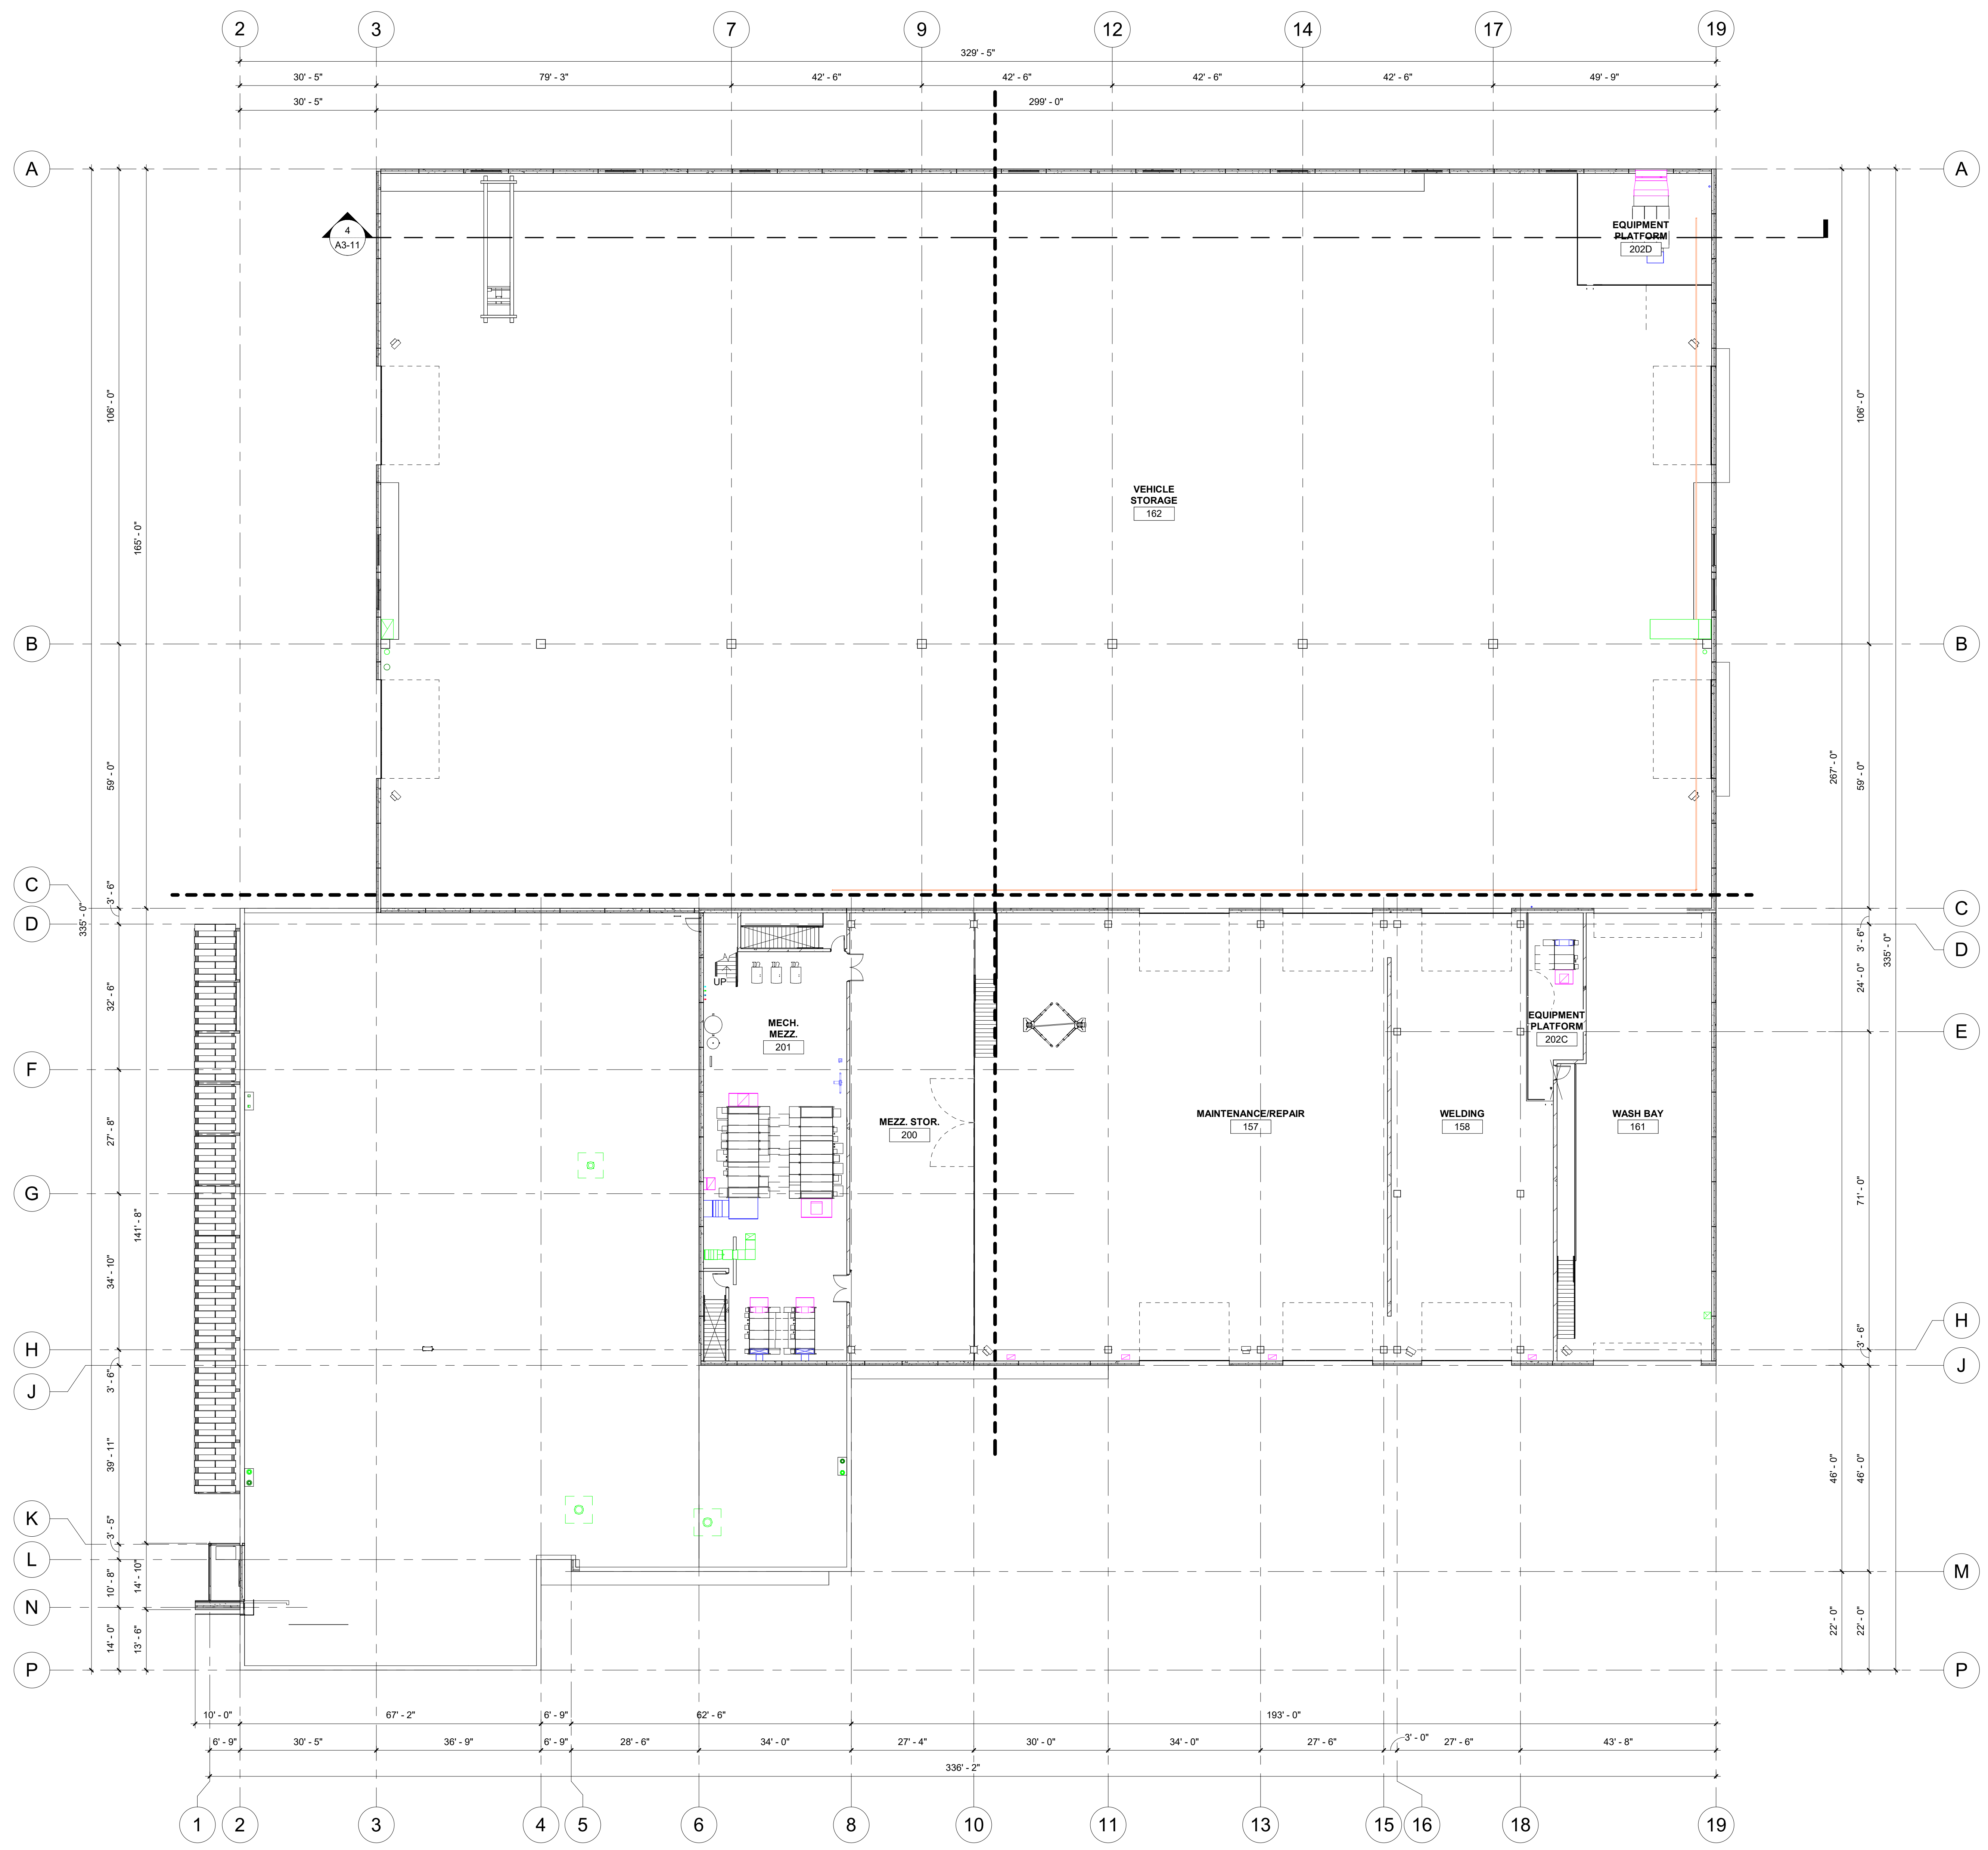 2 3 7 9 12 14 17 19
329' - 5"
30' - 5" 79' - 3" 42' - 6" 42' - 6" 42' - 6" 42' - 6" 49' - 9"
30' - 5" 299' - 0"
A A
4
A3-11
EQUIPMENT
PLATFORM
202D
106' - 0" 106' - 0"
VEHICLE
STORAGE
162
165' - 0"
B B
59' - 0" 267' - 0" 59' - 0"
C 3' - 6" C
335' - 0"
D 3' - 6" D
335' - 0"
UP
32' - 6" 24' - 0"
MECH.
MEZZ.
201
EQUIPMENT
PLATFORM
202C
E
F
27' - 8"
MEZZ. STOR.
200
MAINTENANCE/REPAIR
157
WELDING
158
WASH BAY
161
G
141' - 8"
71' - 0"
34' - 10"
H 3' - 6" H
J 3' - 6" J
39' - 11" 46' - 0" 46' - 0"
K 3' - 5"
L M
10' - 8" 14' - 10"
N
14' - 0" 13' - 6" 22' - 0" 22' - 0"
P P
10' - 0" 67' - 2" 6' - 9" 62' - 6" 193' - 0"
6' - 9" 30' - 5" 36' - 9" 6' - 9" 28' - 6" 34' - 0" 27' - 4" 30' - 0" 34' - 0" 27' - 6" 3' - 0" 27' - 6" 43' - 8"
336' - 2"
1 2 3 4 5 6 8 10 11 13 15 16 18 19